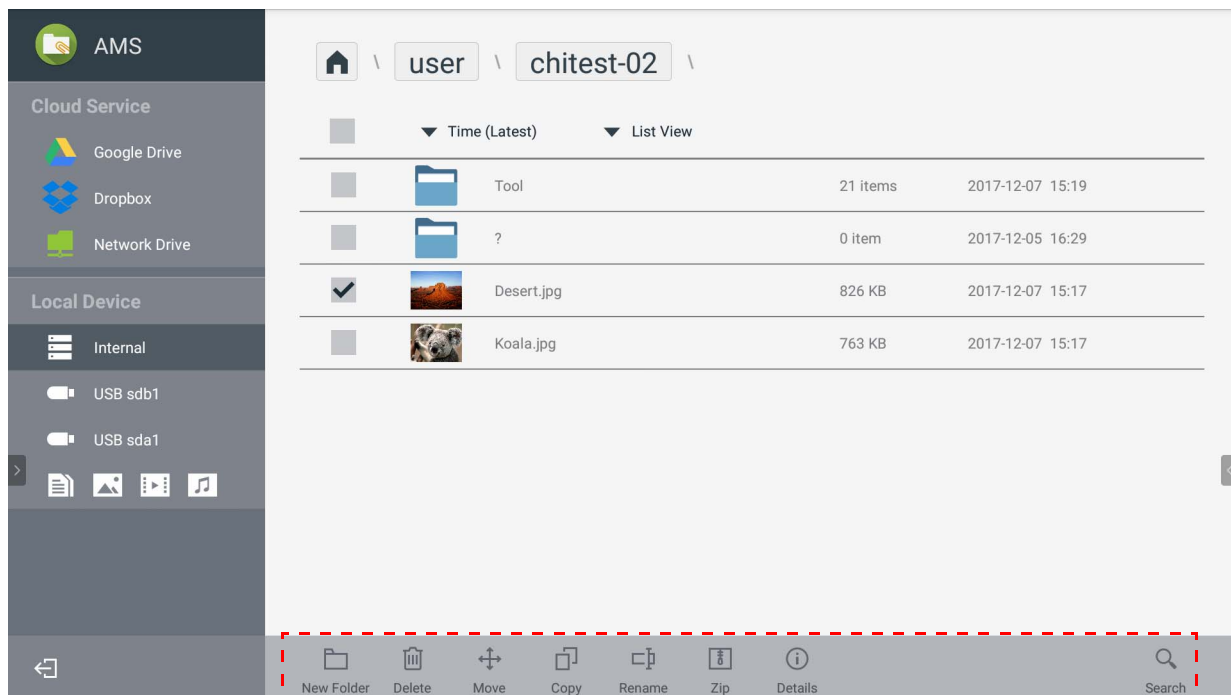 AMS
Cloud Service
Google Drive
Dropbox
Network Drive
Local Device
Internal
USB sdb1
USB sda1
\ user \ chitest-02 \
Time (Latest) List View
Tool 21 items 2017-12-07 15:19
? 0 item 2017-12-05 16:29
Desert.jpg 826 KB 2017-12-07 15:17
Koala.jpg 763 KB 2017-12-07 15:17
New Folder Delete Move Copy Rename Zip Details Search